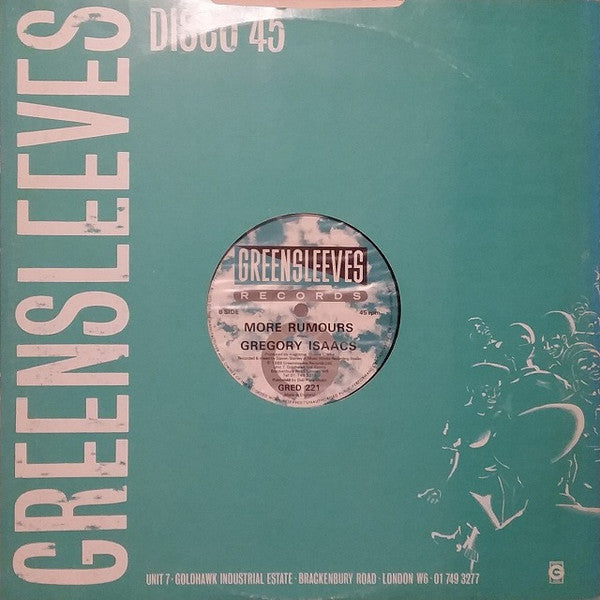 GREENSLEEVES
DISCO 45
GREENSLEEVES
RECORDS
B SIDE
45 rpm
MORE RUMOURS
GREGORY ISAACS
GRED 221
UNIT 7 · GOLDHAWK INDUSTRIAL ESTATE · BRACKENBURY ROAD · LONDON W6 · 01 749 3277